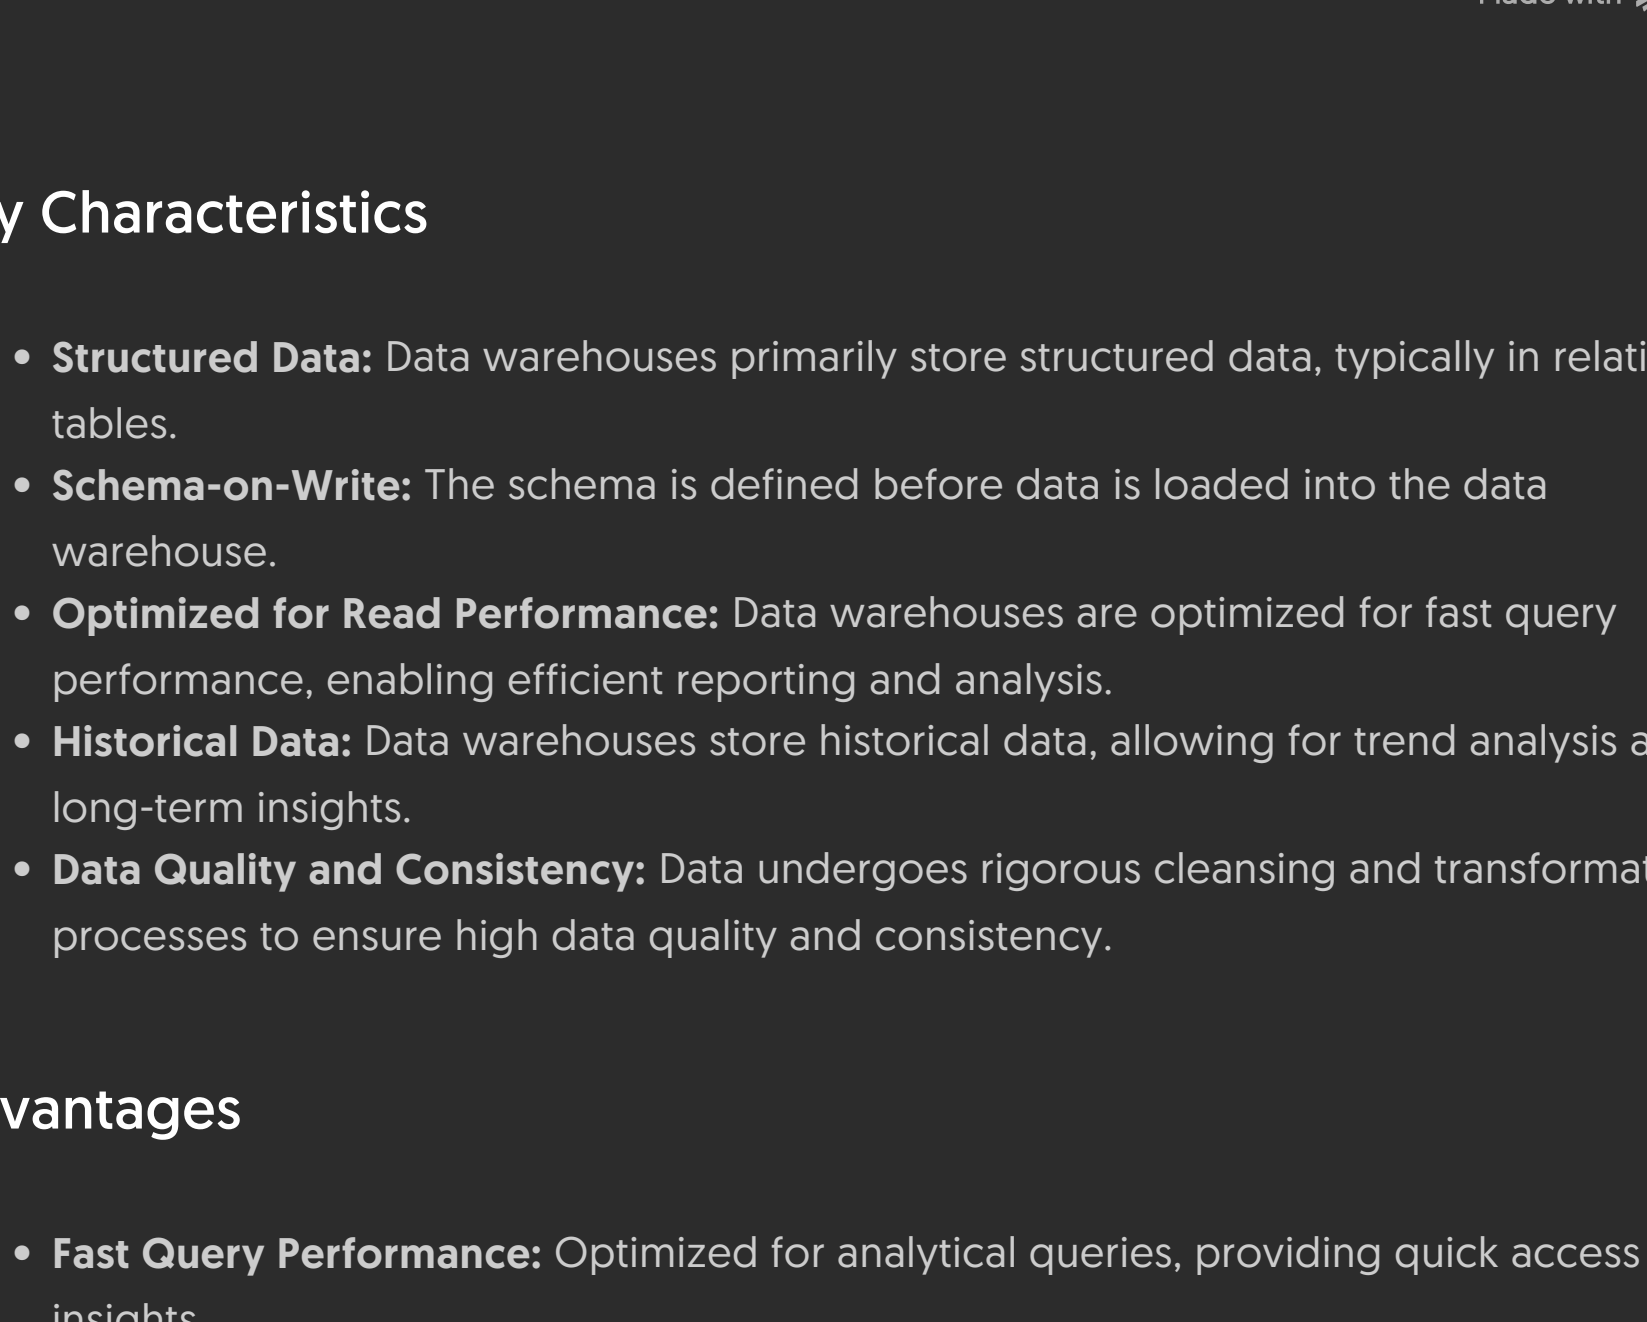 Made with
y Characteristics
• Structured Data: Data warehouses primarily store structured data, typically in relati
tables.
• Schema-on-Write: The schema is defined before data is loaded into the data
warehouse.
• Optimized for Read Performance: Data warehouses are optimized for fast query
performance, enabling efficient reporting and analysis.
• Historical Data: Data warehouses store historical data, allowing for trend analysis a
long-term insights.
• Data Quality and Consistency: Data undergoes rigorous cleansing and transformat
processes to ensure high data quality and consistency.
vantages
• Fast Query Performance: Optimized for analytical queries, providing quick access
insights.